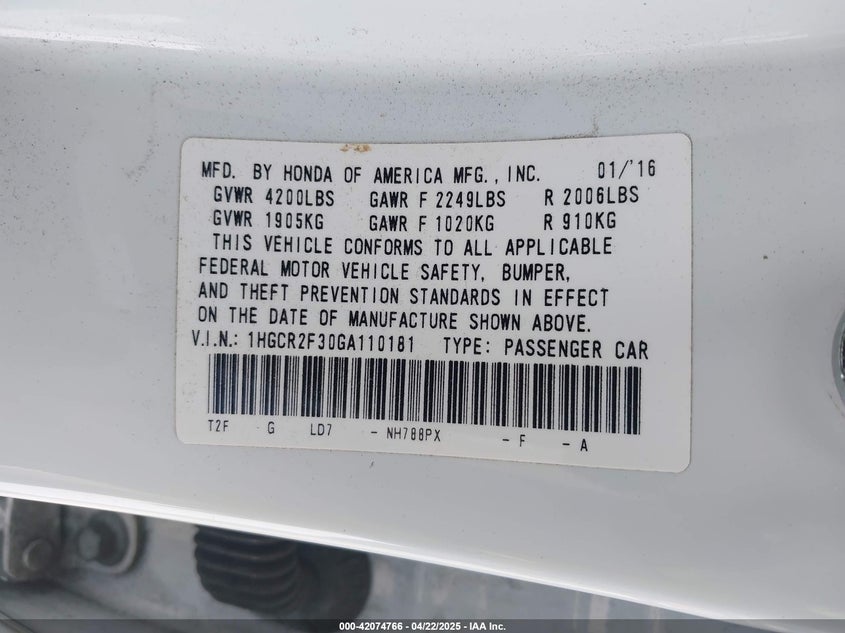 MFD. BY HONDA OF AMERICA MFG., INC. 01/'16
GVWR 4200LBS GAWR F 2249LBS R 2006LBS
GVWR 1905KG GAWR F 1020KG R 910KG
THIS VEHICLE CONFORMS TO ALL APPLICABLE
FEDERAL MOTOR VEHICLE SAFETY, BUMPER,
AND THEFT PREVENTION STANDARDS IN EFFECT
ON THE DATE OF MANUFACTURE SHOWN ABOVE.
V.I.N.: 1HGCR2F30GA110181 TYPE: PASSENGER CAR
T2F G LD7 - NH788PX - F - A
000-42074766 - 04/22/2025 - IAA Inc.